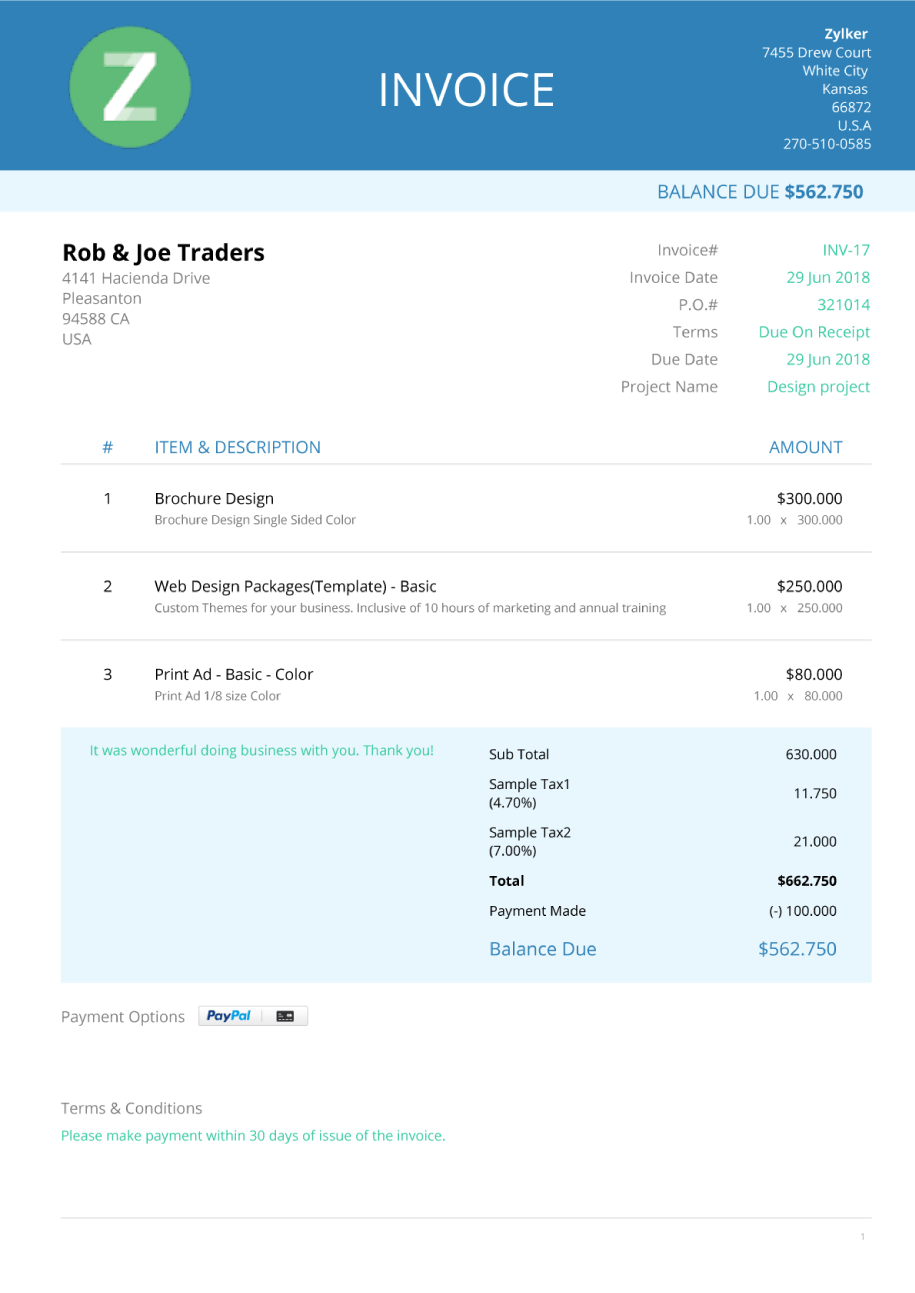 Z
INVOICE
Zylker
7455 Drew Court
White City
Kansas
66872
U.S.A
270-510-0585
BALANCE DUE $562.750
Rob & Joe Traders
4141 Hacienda Drive
Pleasanton
94588 CA
USA
Invoice# INV-17
Invoice Date 29 Jun 2018
P.O.# 321014
Terms Due On Receipt
Due Date 29 Jun 2018
Project Name Design project
# ITEM & DESCRIPTION AMOUNT
1 Brochure Design $300.000
Brochure Design Single Sided Color 1.00 x 300.000
2 Web Design Packages(Template) - Basic $250.000
Custom Themes for your business. Inclusive of 10 hours of marketing and annual training 1.00 x 250.000
3 Print Ad - Basic - Color $80.000
Print Ad 1/8 size Color 1.00 x 80.000
It was wonderful doing business with you. Thank you!
Sub Total 630.000
Sample Tax1
(4.70%) 11.750
Sample Tax2
(7.00%) 21.000
Total $662.750
Payment Made (-) 100.000
Balance Due $562.750
Payment Options PayPal
Terms & Conditions
Please make payment within 30 days of issue of the invoice.
1